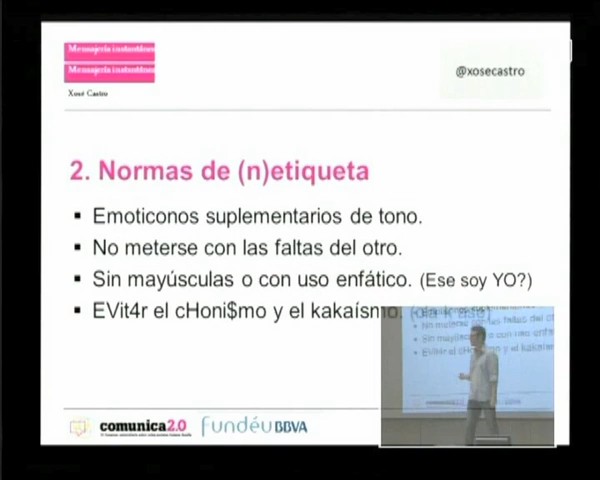 Mensajería instantánea
Mensajería instantánea
Xosé Castro
@xosecastro
2. Normas de (n)etiqueta
▪ Emoticonos suplementarios de tono.
▪ No meterse con las faltas del otro.
▪ Sin mayúsculas o con uso enfático. (Ese soy YO?)
▪ EVit4r el cHoni$mo y el kakaísmo.
comunica2.0
fundéu BBVA